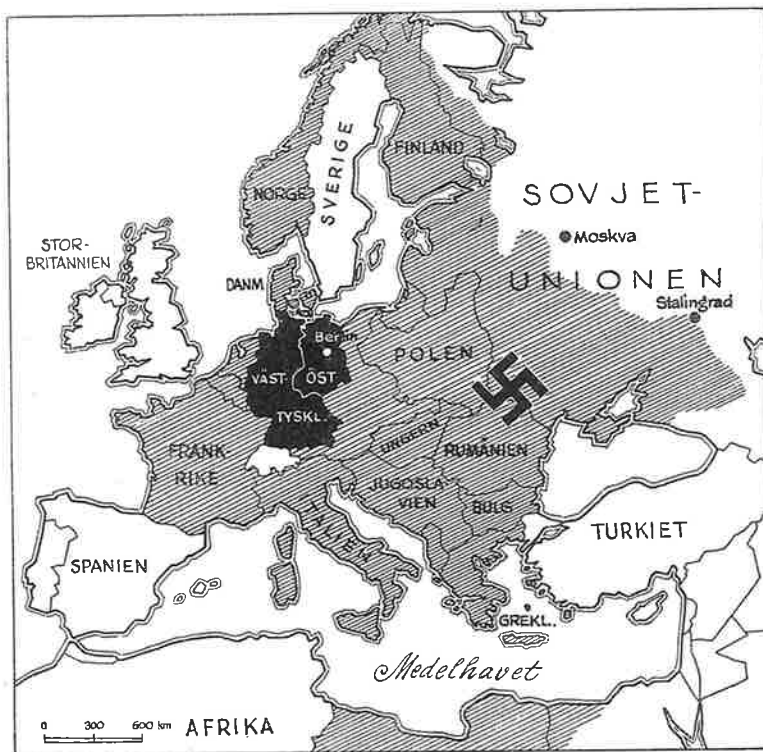 FINLAND
SVERIGE
NORGE
SOVJET-
Moskva
STOR-
BRITANNIEN
UNIONEN
DANM.
Stalingrad
Berlin
POLEN
VÄST-
ÖST
TYSKL.
UNGERN
FRANK-
RIKE
RUMÄNIEN
JUGOSLA
VIEN
BULG
ITALIEN
TURKIET
SPANIEN
GREKL.
Medelhavet
0 300 600 km
AFRIKA